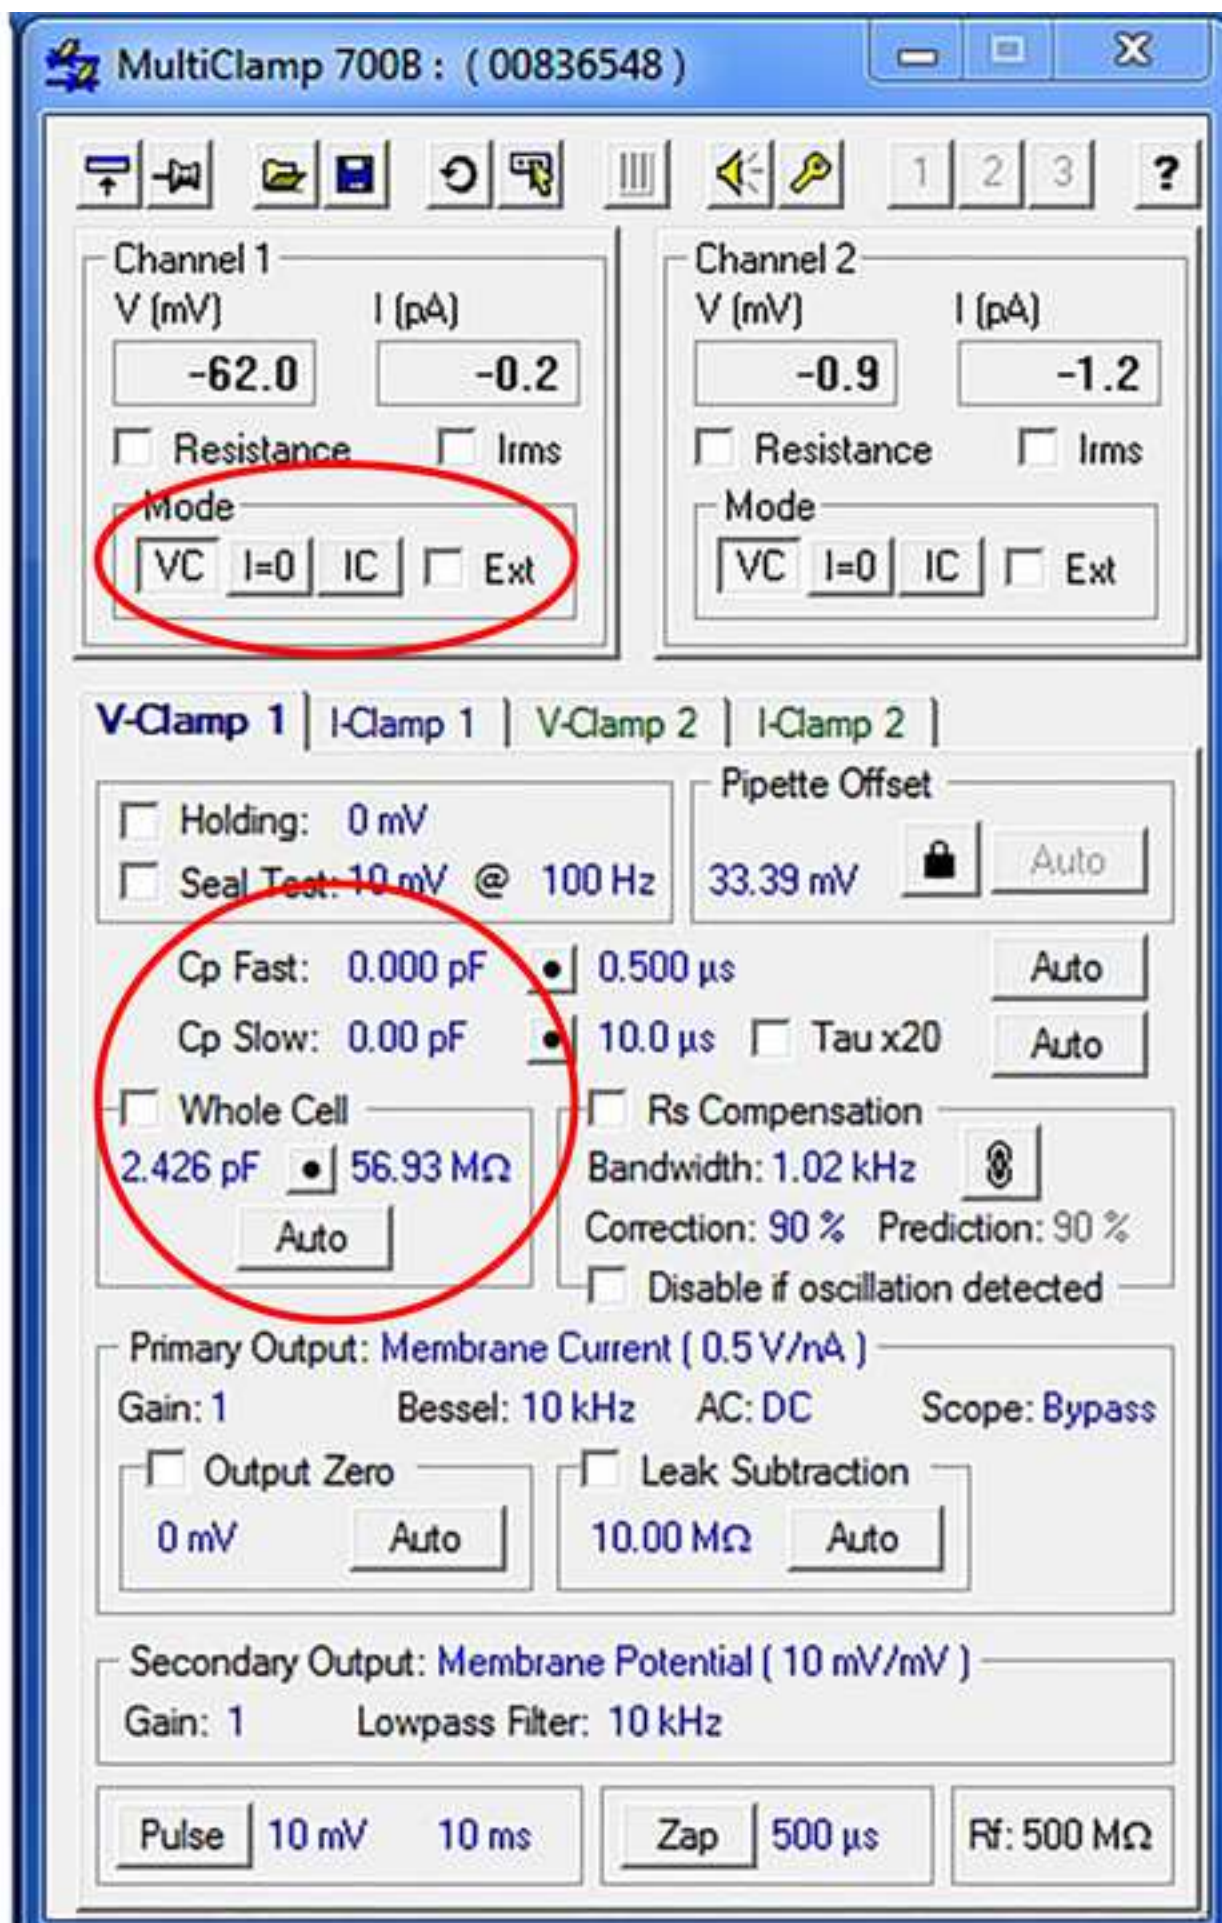 MultiClamp 700B : ( 00836548 )
1 2 3 ?
Channel 1
V (mV) I (pA)
-62.0 -0.2
Resistance Irms
Mode
VC I=0 IC Ext
Channel 2
V (mV) I (pA)
-0.9 -1.2
Resistance Irms
Mode
VC I=0 IC Ext
V-Clamp 1 I-Clamp 1 V-Clamp 2 I-Clamp 2
Holding: 0 mV
Seal Test: 10 mV @ 100 Hz
Pipette Offset
33.39 mV Auto
Cp Fast: 0.000 pF 0.500 µs Auto
Cp Slow: 0.00 pF 10.0 µs Tau x20 Auto
Whole Cell
2.426 pF 56.93 MΩ
Auto
Rs Compensation
Bandwidth: 1.02 kHz
Correction: 90 % Prediction: 90 %
Disable if oscillation detected
Primary Output: Membrane Current ( 0.5 V/nA )
Gain: 1 Bessel: 10 kHz AC: DC Scope: Bypass
Output Zero
0 mV Auto
Leak Subtraction
10.00 MΩ Auto
Secondary Output: Membrane Potential ( 10 mV/mV )
Gain: 1 Lowpass Filter: 10 kHz
Pulse 10 mV 10 ms Zap 500 µs Rf: 500 MΩ